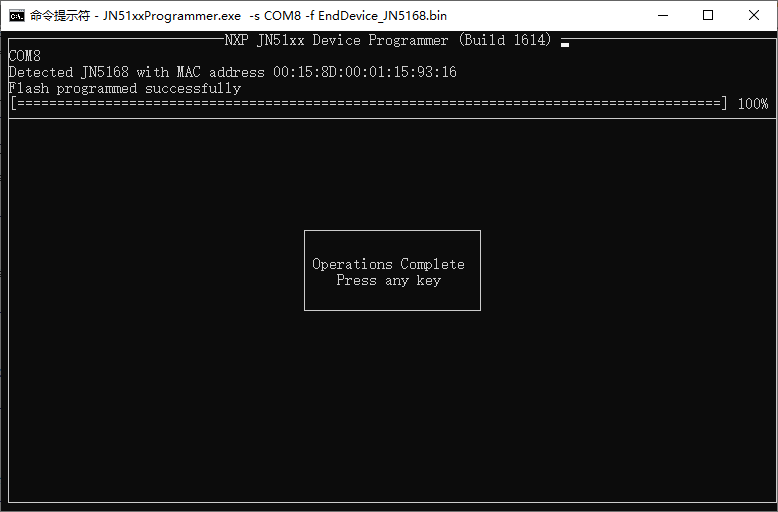 命令提示符 - JN51xxProgrammer.exe -s COM8 -f EndDevice_JN5168.bin
NXP JN51xx Device Programmer (Build 1614)
COM8
Detected JN5168 with MAC address 00:15:8D:00:01:15:93:16
Flash programmed successfully
[========================================================================================] 100%
Operations Complete
Press any key